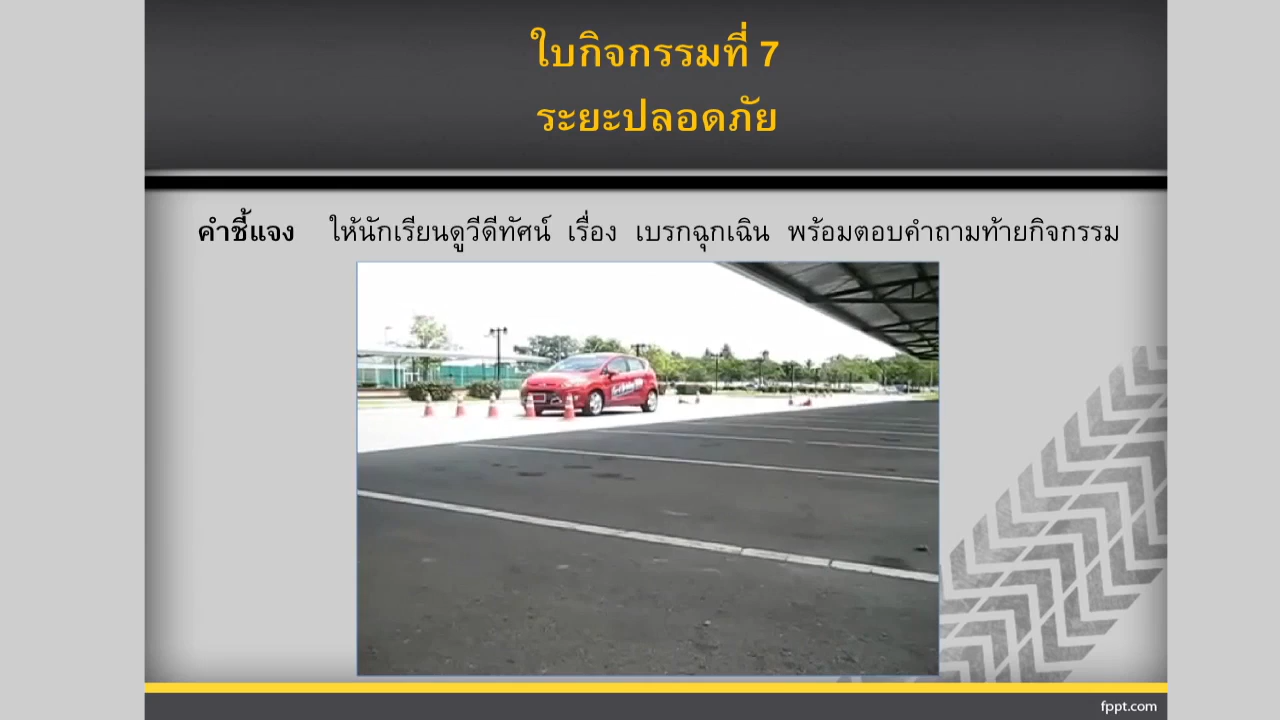 ใบกิจกรรมที่ 7
ระยะปลอดภัย
คำชี้แจง ให้นักเรียนดูวีดีทัศน์ เรื่อง เบรกฉุกเฉิน พร้อมตอบคำถามท้ายกิจกรรม
fppt.com